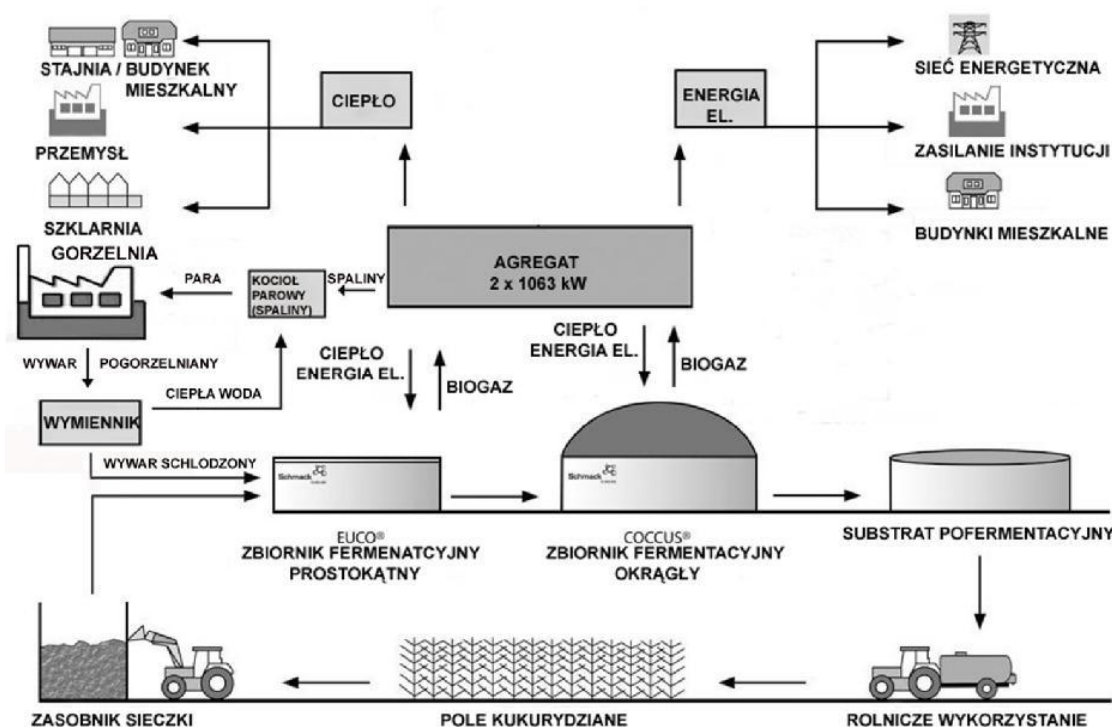 STAJNIA / BUDYNEK
MIESZKALNY
PRZEMYSŁ
SZKLARNIA
CIEPŁO
ENERGIA
EL.
SIEĆ ENERGETYCZNA
ZASILANIE INSTYTUCJI
BUDYNKI MIESZKALNE
GORZELNIA
PARA
KOCIOŁ
PAROWY
(SPALINY)
SPALINY
AGREGAT
2 x 1063 kW
WYWAR POGORZELNIANY
CIEPŁA WODA
WYMIENNIK
WYWAR SCHLODZONY
CIEPŁO
ENERGIA EL.
BIOGAZ
CIEPŁO
ENERGIA EL.
BIOGAZ
Schmack
Schmack
EUCO®
ZBIORNIK FERMENATCYJNY
PROSTOKĄTNY
COCCUS®
ZBIORNIK FERMENTACYJNY
OKRĄGŁY
SUBSTRAT POFERMENTACYJNY
ZASOBNIK SIECZKI
POLE KUKURYDZIANE
ROLNICZE WYKORZYSTANIE